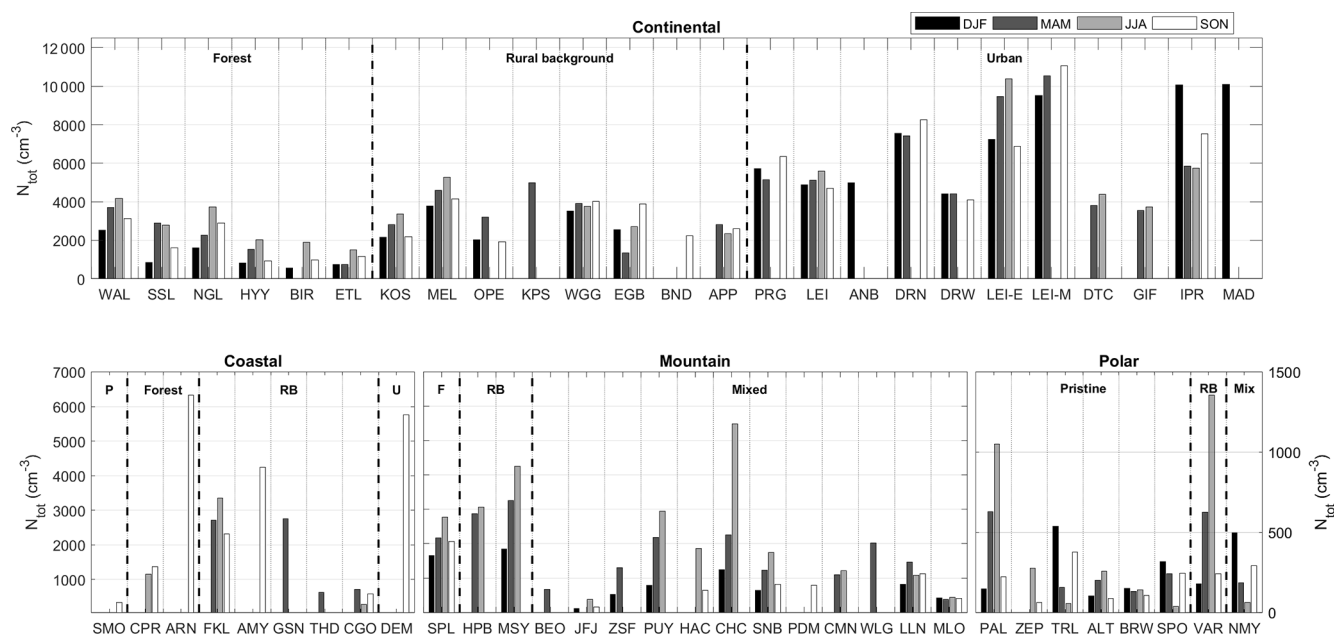 DJF MAM JJA SON
Continental
Forest Rural background Urban
12 000
10 000
8000
6000
4000
2000
0
N_tot (cm^-3)
WAL SSL NGL HYY BIR ETL KOS MEL OPE KPS WGG EGB BND APP PRG LEI ANB DRN DRW LEI-E LEI-M DTC GIF IPR MAD
Coastal Mountain Polar
P Forest RB U F RB Mixed Pristine RB Mix
7000
6000
5000
4000
3000
2000
1000
N_tot (cm^-3)
1500
1000
500
0
N_tot (cm^-3)
SMO CPR ARN FKL AMY GSN THD CGO DEM SPL HPB MSY BEO JFJ ZSF PUY HAC CHC SNB PDM CMN WLG LLN MLO PAL ZEP TRL ALT BRW SPO VAR NMY